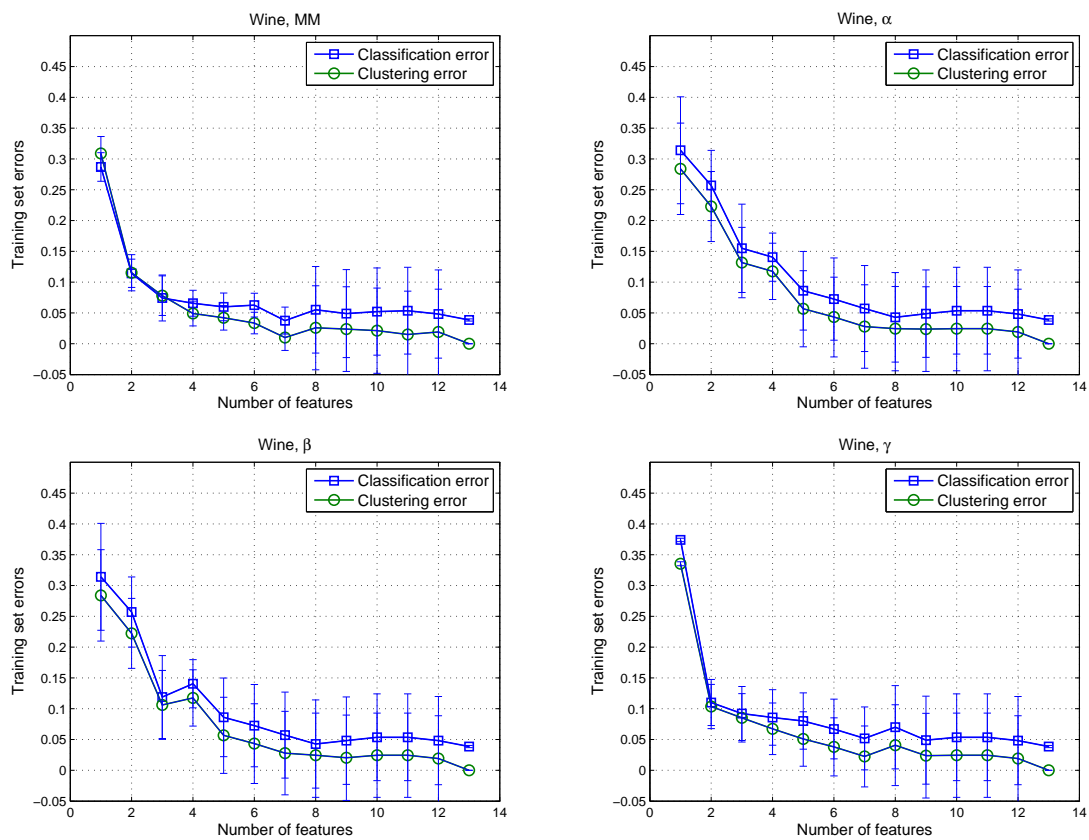 Wine, MM
Classification error
Clustering error
0.45
0.4
0.35
0.3
0.25
0.2
0.15
0.1
0.05
0
−0.05
Training set errors
0 2 4 6 8 10 12 14
Number of features
Wine, α
Classification error
Clustering error
0.45
0.4
0.35
0.3
0.25
0.2
0.15
0.1
0.05
0
−0.05
Training set errors
0 2 4 6 8 10 12 14
Number of features
Wine, β
Classification error
Clustering error
0.45
0.4
0.35
0.3
0.25
0.2
0.15
0.1
0.05
0
−0.05
Training set errors
0 2 4 6 8 10 12 14
Number of features
Wine, γ
Classification error
Clustering error
0.45
0.4
0.35
0.3
0.25
0.2
0.15
0.1
0.05
0
−0.05
Training set errors
0 2 4 6 8 10 12 14
Number of features